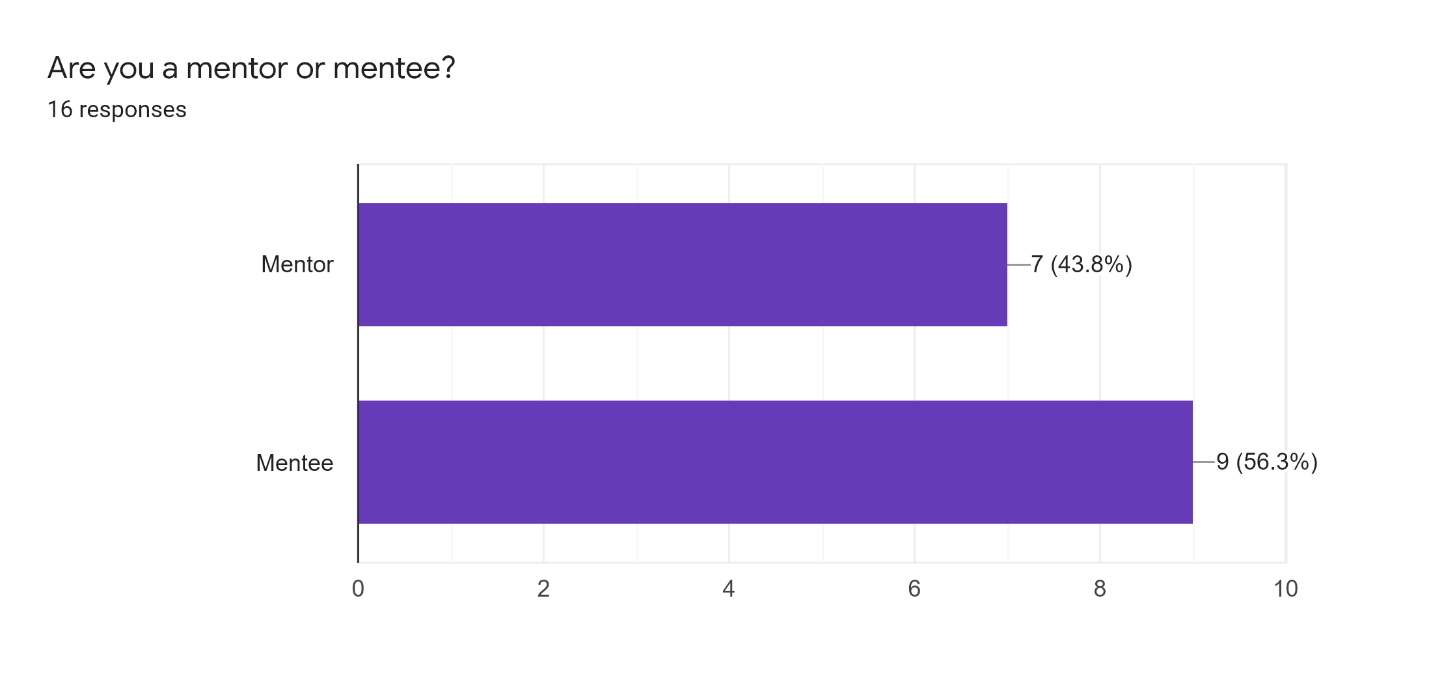 Are you a mentor or mentee?
16 responses
Mentor
7 (43.8%)
Mentee
9 (56.3%)
0 2 4 6 8 10